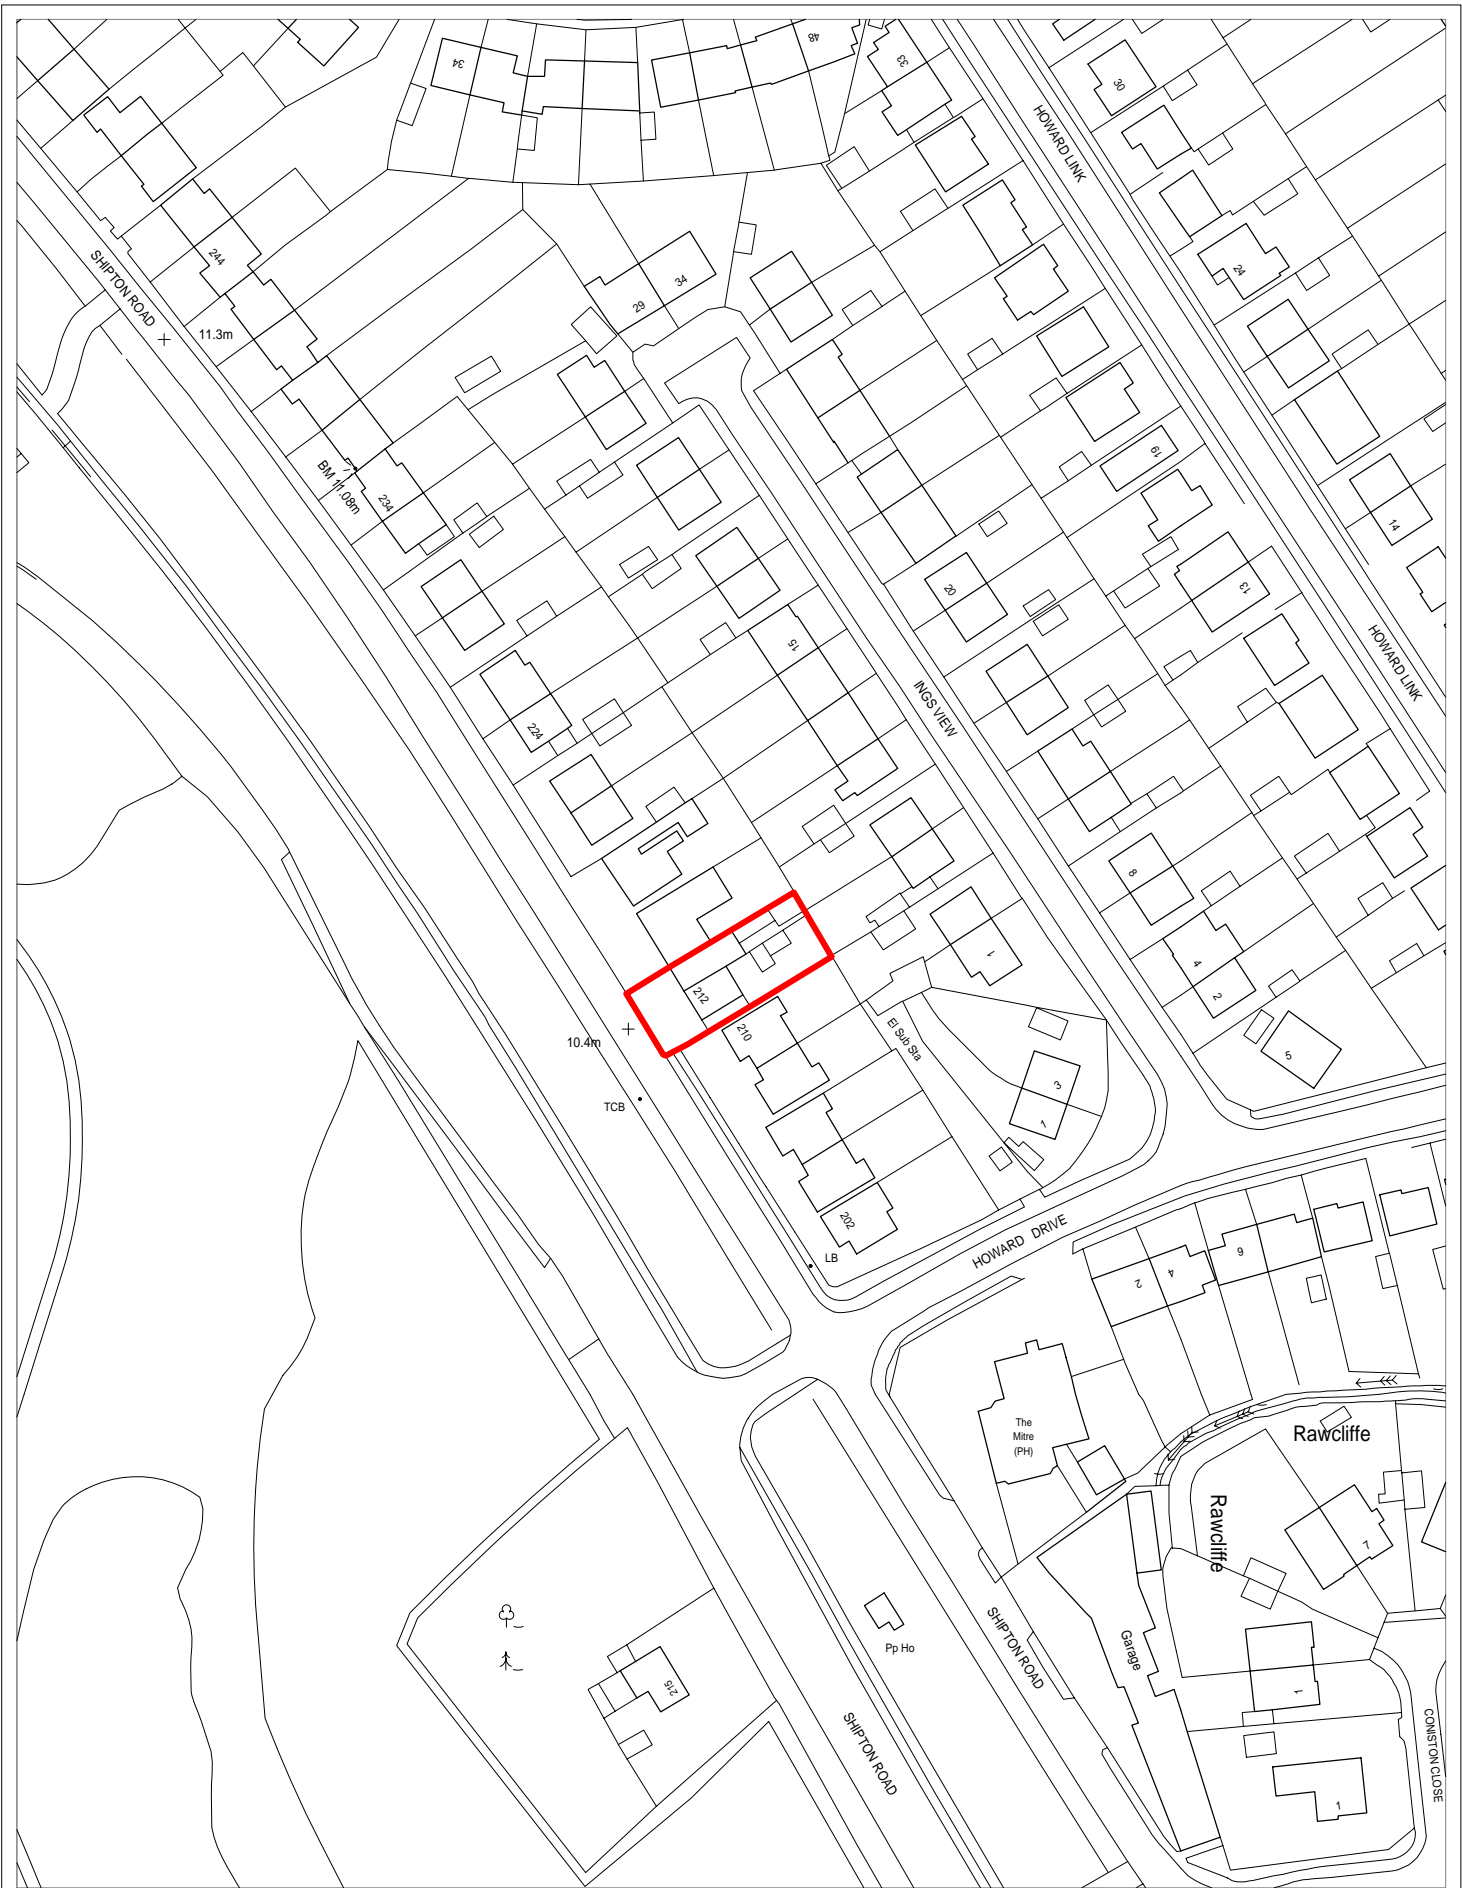 34
48
33
30
HOWARD LINK
244
SHIPTON ROAD
11.3m
24
34
29
19
BM 11.08m
234
14
20
13
15
HOWARD LINK
INGS VIEW
224
8
1
4
2
212
210
10.4m
El Sub Sta
5
TCB
3
1
202
LB
HOWARD DRIVE
2
4
6
The
Mitre
(PH)
Rawcliffe
Rawcliffe
7
SHIPTON ROAD
Pp Ho
Garage
215
1
SHIPTON ROAD
CONISTON CLOSE
1